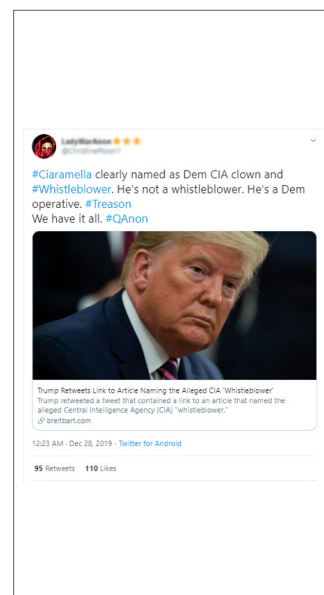 #Ciaramella clearly named as Dem CIA clown and
#Whistleblower. He's not a whistleblower. He's a Dem
operative. #Treason
We have it all. #QAnon
Trump Retweets Link to Article Naming the Alleged CIA 'Whistleblower'
Trump retweeted a tweet that contained a link to an article that named the
alleged Central Intelligence Agency (CIA) "whistleblower."
breitbart.com
12:23 AM · Dec 28, 2019 · Twitter for Android
95 Retweets 110 Likes